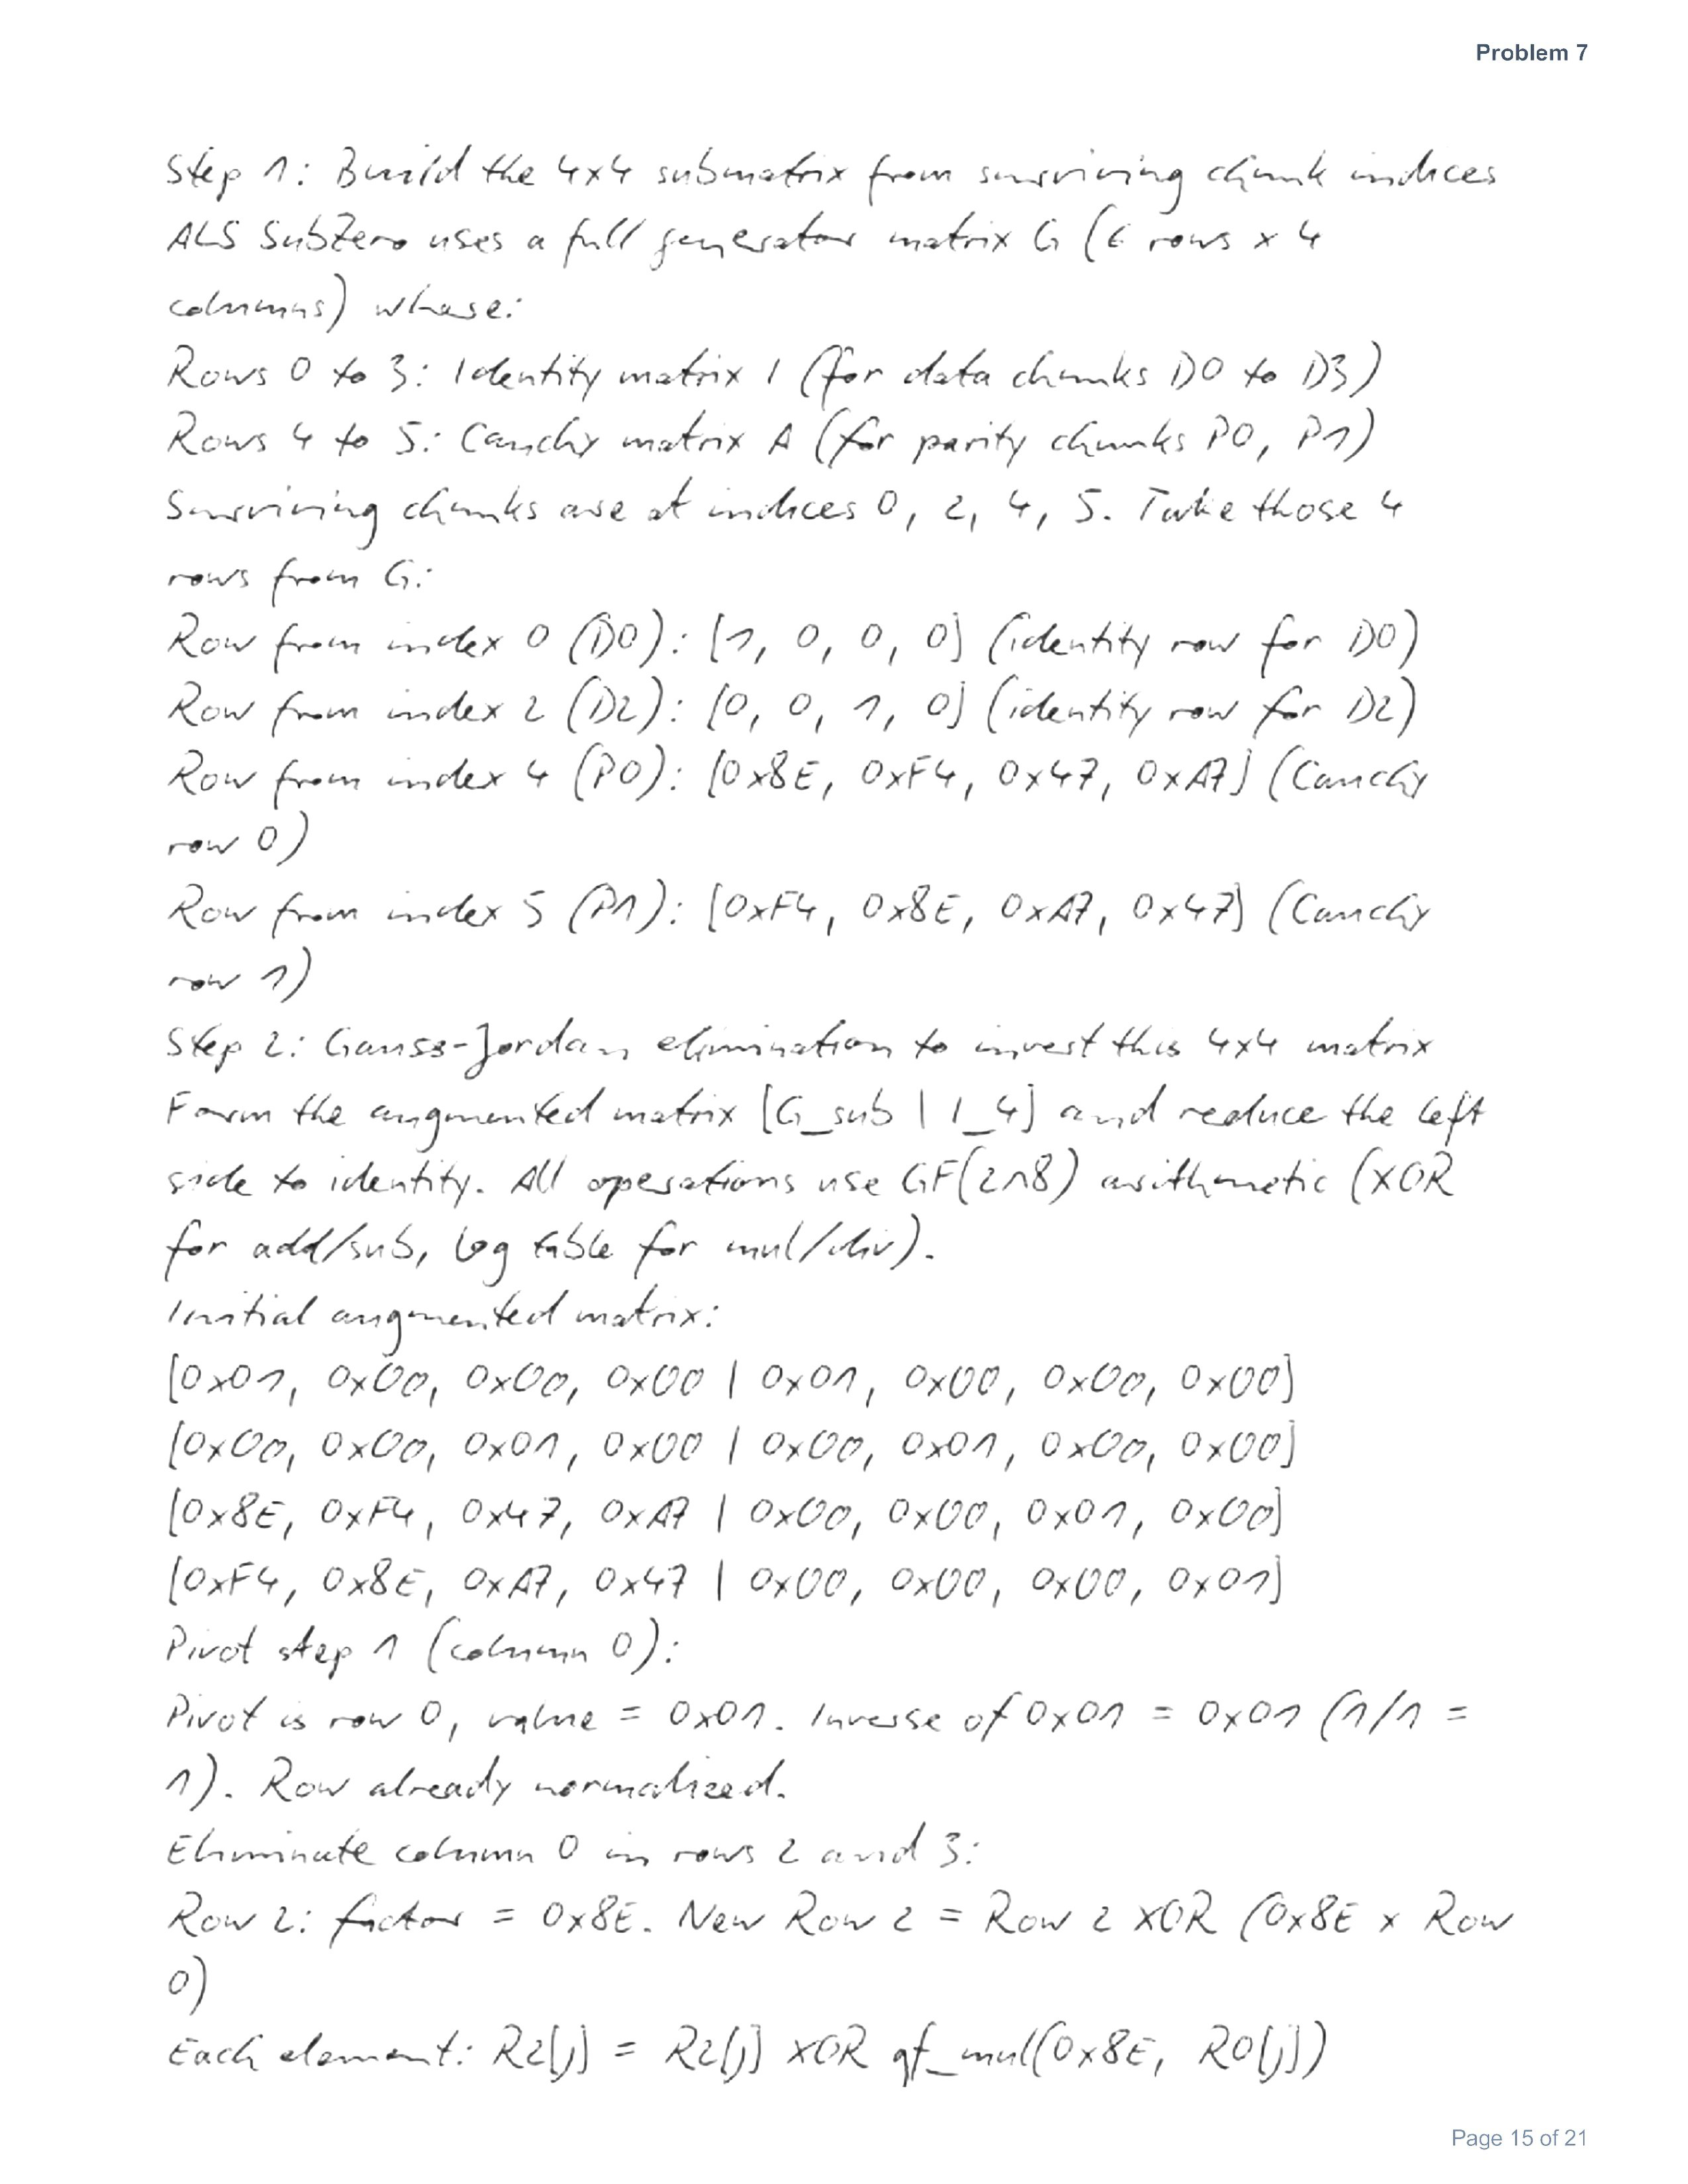 Problem 7
Step 1: Build the 4x4 submatrix from surviving chunk indices
ALS SubZero uses a full generator matrix G (6 rows x 4
columns) whase:
Rows 0 to 3: Identity matrix I (for data chunks D0 to D3)
Rows 4 to 5: Cauchy matrix A (for parity chunks P0, P1)
Surviving chunks are at indices 0, 2, 4, 5. Take those 4
rows from G:
Row from index 0 (D0): [1, 0, 0, 0] (identity row for D0)
Row from index 2 (D2): [0, 0, 1, 0] (identity row for D2)
Row from index 4 (P0): [0x8E, 0xF4, 0x47, 0xA7] (Cauchy
row 0)
Row from index 5 (P1): [0xF4, 0x8E, 0xA7, 0x47] (Cauchy
row 1)
Step 2: Gauss-Jordan elimination to invert this 4x4 matrix
Form the augmented matrix [G_sub | I_4] and reduce the left
side to identity. All operations use GF(2^8) arithmetic (XOR
for add/sub, log table for mul/div).
Initial augmented matrix:
[0x01, 0x00, 0x00, 0x00 | 0x01, 0x00, 0x00, 0x00]
[0x00, 0x00, 0x01, 0x00 | 0x00, 0x01, 0x00, 0x00]
[0x8E, 0xF4, 0x47, 0xA7 | 0x00, 0x00, 0x01, 0x00]
[0xF4, 0x8E, 0xA7, 0x47 | 0x00, 0x00, 0x00, 0x01]
Pivot step 1 (column 0):
Pivot is row 0, value = 0x01. Inverse of 0x01 = 0x01 (1/1 =
1). Row already normalized.
Eliminate column 0 in rows 2 and 3:
Row 2: factor = 0x8E. New Row 2 = Row 2 XOR (0x8E x Row
0)
Each element: R2[j] = R2[j] XOR gf_mul(0x8E, R0[j])
Page 15 of 21